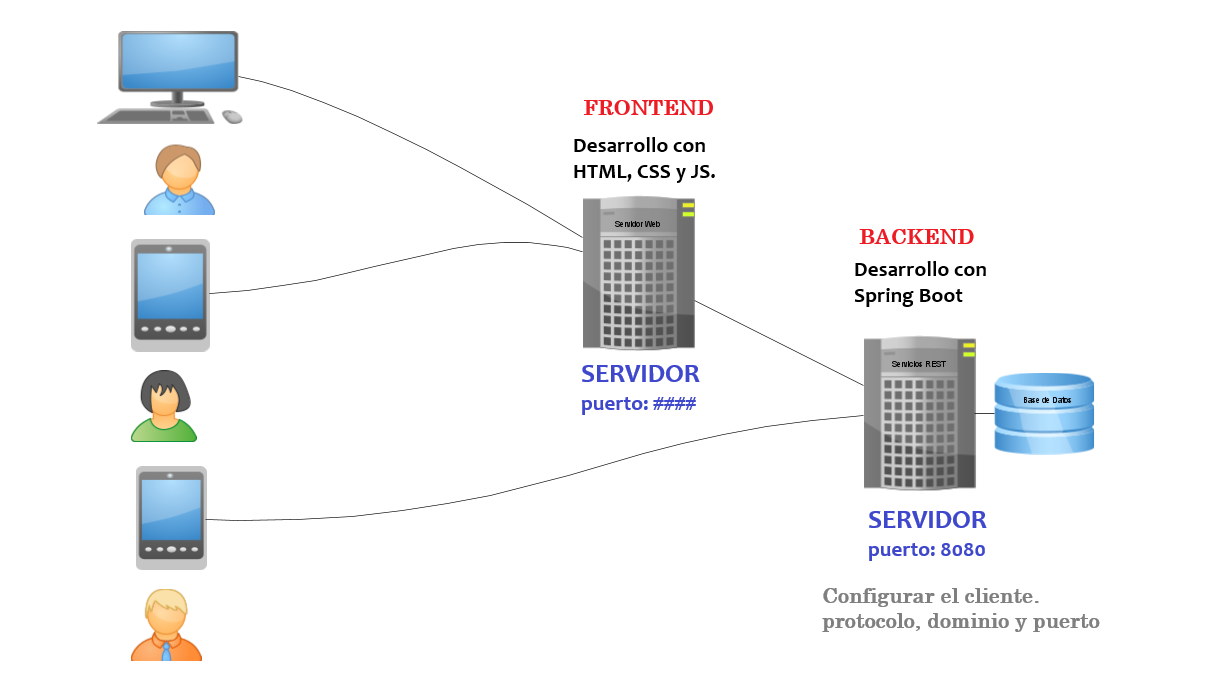 FRONTEND
Desarrollo con
HTML, CSS y JS.
Servidor Web
SERVIDOR
puerto: ####
BACKEND
Desarrollo con
Spring Boot
Servicios REST
Base de Datos
SERVIDOR
puerto: 8080
Configurar el cliente.
protocolo, dominio y puerto